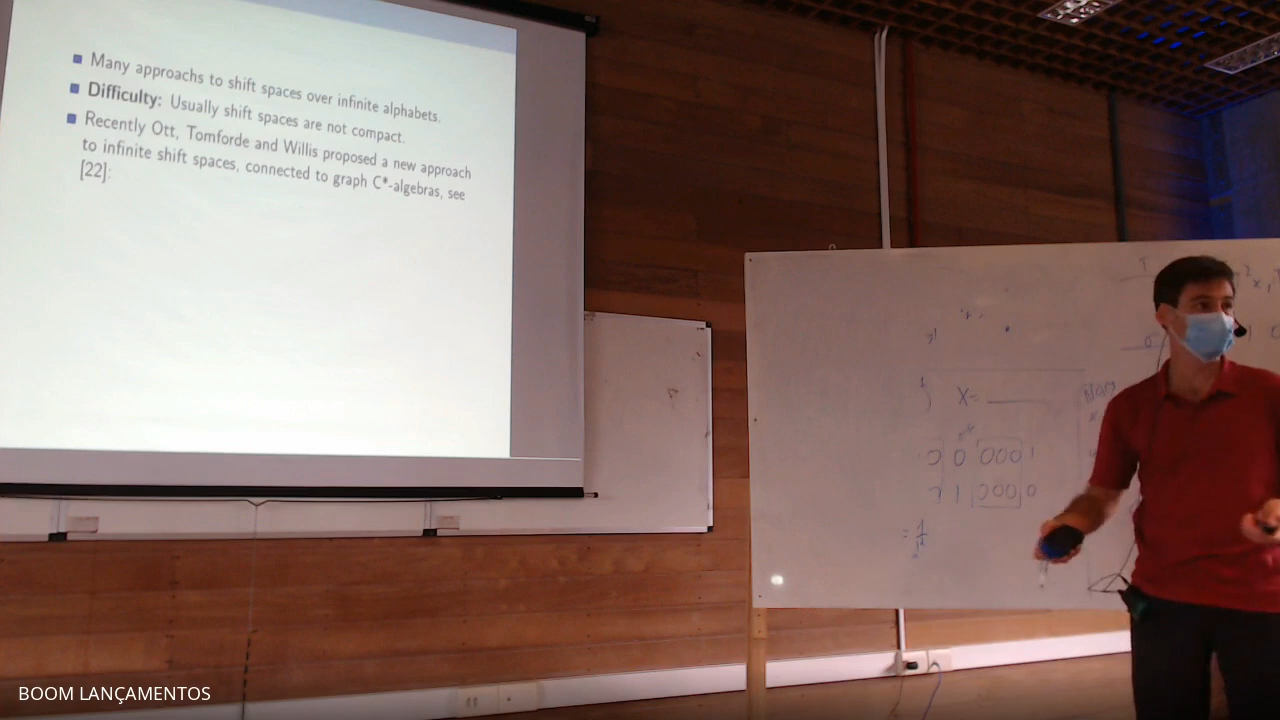 Many approachs to shift spaces over infinite alphabets.
Difficulty: Usually shift spaces are not compact.
Recently Ott, Tomforde and Willis proposed a new approach
to infinite shift spaces, connected to graph C*-algebras, see
[22]:
X=
0 0 000 1
1 000 0
BOOM LANÇAMENTOS